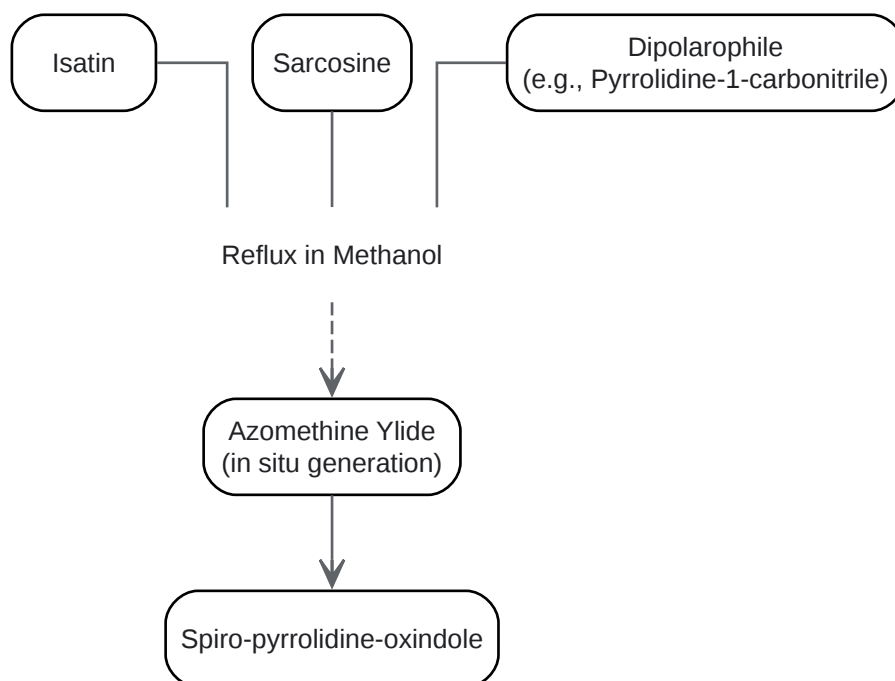 Isatin
Sarcosine
Dipolarophile
(e.g., Pyrrolidine-1-carbonitrile)
Reflux in Methanol
Azomethine Ylide
(in situ generation)
Spiro-pyrrolidine-oxindole